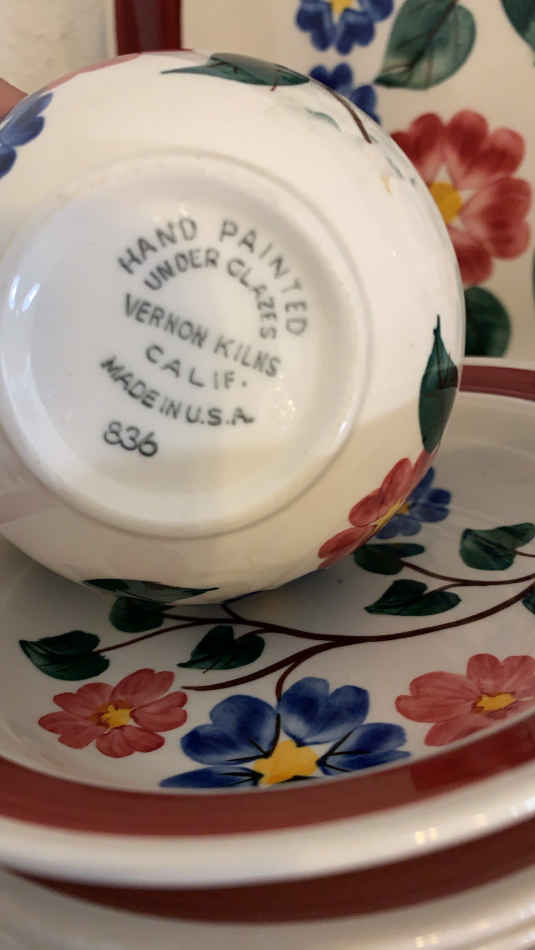 HAND PAINTED
UNDER GLAZES
VERNON KILNS
CALIF.
MADE IN U.S.A.
836